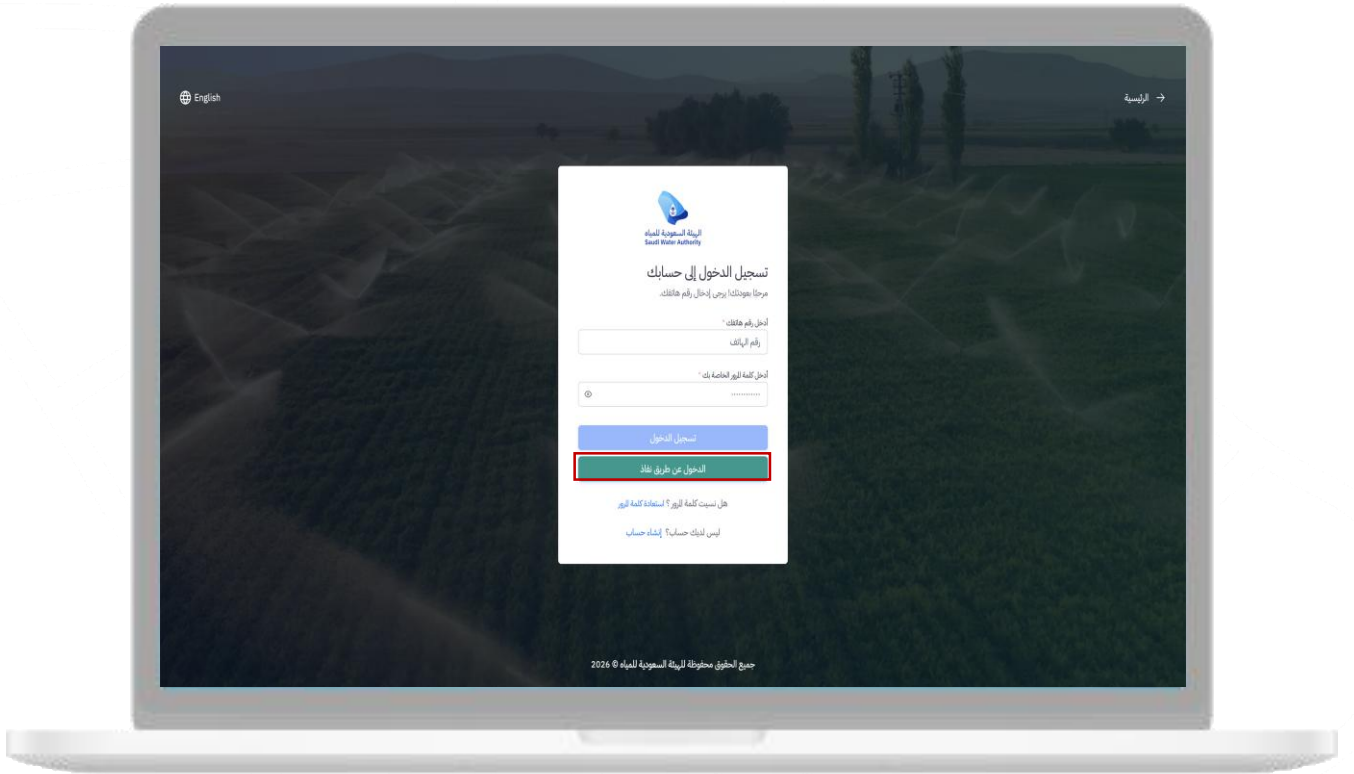 الرئيسية
English
الهيئة السعودية للمياه
Saudi Water Authority
تسجيل الدخول إلى حسابك
مرحبًا بعودتك! يرجى إدخال رقم هاتفك.
أدخل رقم هاتفك *
رقم الهاتف
أدخل كلمة المرور الخاصة بك *
تسجيل الدخول
الدخول عن طريق نفاذ
هل نسيت كلمة المرور ؟ استعادة كلمة المرور
ليس لديك حساب؟ إنشاء حساب
جميع الحقوق محفوظة للهيئة السعودية للمياه © 2026